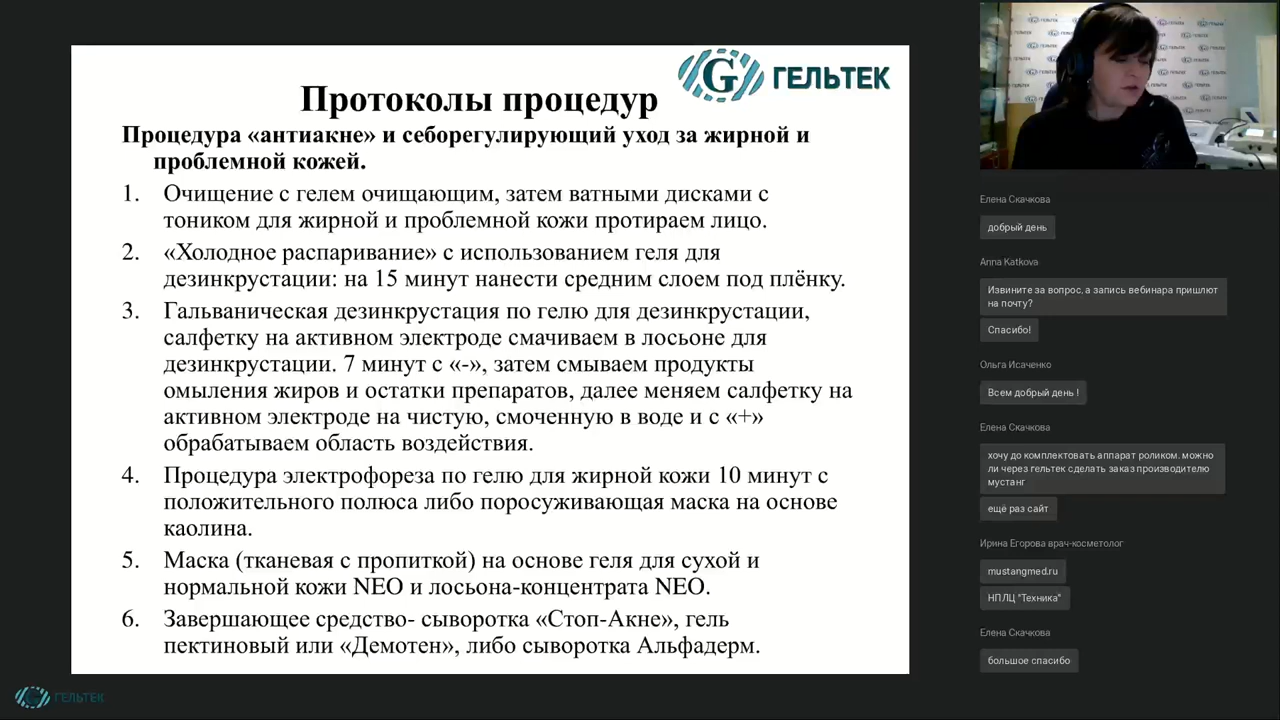 G ГЕЛЬТЕК
Протоколы процедур
Процедура «антиакне» и себорегулирующий уход за жирной и
проблемной кожей.
1. Очищение с гелем очищающим, затем ватными дисками с
тоником для жирной и проблемной кожи протираем лицо.
2. «Холодное распаривание» с использованием геля для
дезинкрустации: на 15 минут нанести средним слоем под плёнку.
3. Гальваническая дезинкрустация по гелю для дезинкрустации,
салфетку на активном электроде смачиваем в лосьоне для
дезинкрустации. 7 минут с «-», затем смываем продукты
омыления жиров и остатки препаратов, далее меняем салфетку на
активном электроде на чистую, смоченную в воде и с «+»
обрабатываем область воздействия.
4. Процедура электрофореза по гелю для жирной кожи 10 минут с
положительного полюса либо поросуживающая маска на основе
каолина.
5. Маска (тканевая с пропиткой) на основе геля для сухой и
нормальной кожи NEO и лосьона-концентрата NEO.
6. Завершающее средство- сыворотка «Стоп-Акне», гель
пектиновый или «Демотен», либо сыворотка Альфадерм.
G ГЕЛЬТЕК
Елена Скачкова
добрый день
Anna Katkova
Извините за вопрос, а запись вебинара пришлют
на почту?
Спасибо!
Ольга Исаченко
Всем добрый день !
Елена Скачкова
хочу до комплектовать аппарат роликом. можно
ли через гельтек сделать заказ производителю
мустанг
ещё раз сайт
Ирина Егорова врач-косметолог
mustangmed.ru
НПЛЦ "Техника"
Елена Скачкова
большое спасибо